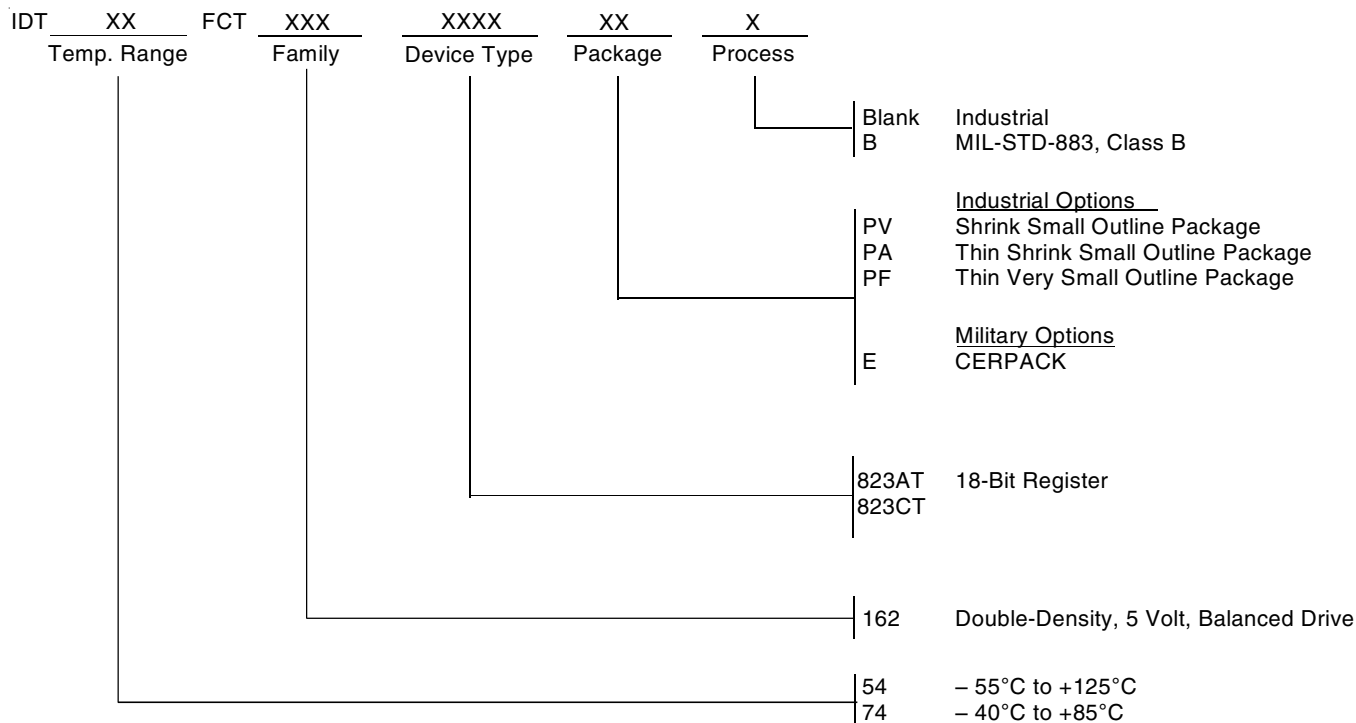 IDT XX FCT XXX XXXX XX X
Temp. Range Family Device Type Package Process
Blank Industrial
B MIL-STD-883, Class B
Industrial Options
PV Shrink Small Outline Package
PA Thin Shrink Small Outline Package
PF Thin Very Small Outline Package
Military Options
E CERPACK
823AT 18-Bit Register
823CT
162 Double-Density, 5 Volt, Balanced Drive
54 – 55°C to +125°C
74 – 40°C to +85°C